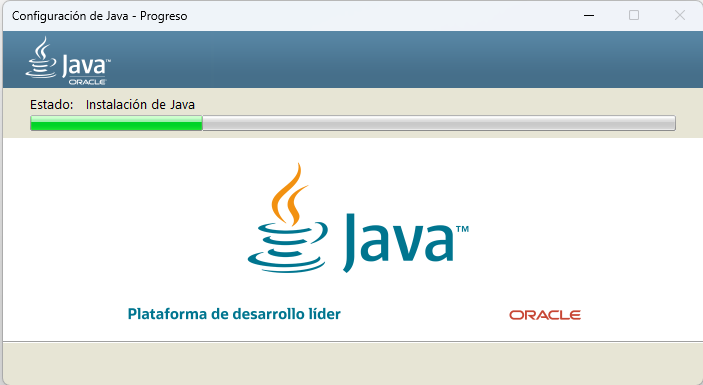 Configuración de Java - Progreso
Java™
ORACLE
Estado: Instalación de Java
Java™
Plataforma de desarrollo líder
ORACLE